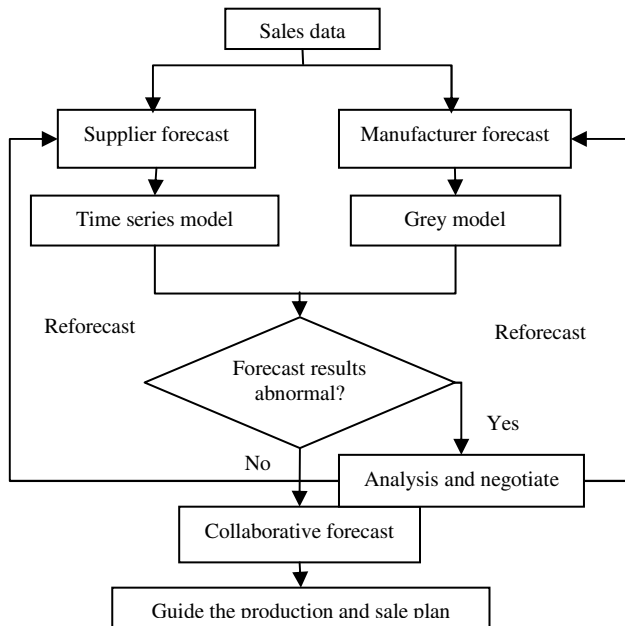 Sales data
Supplier forecast
Manufacturer forecast
Time series model
Grey model
Reforecast
Reforecast
Forecast results
abnormal?
Yes
No
Analysis and negotiate
Collaborative forecast
Guide the production and sale plan